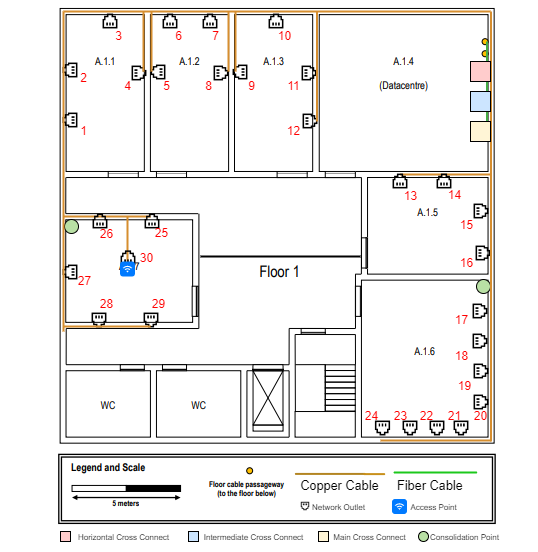 3
6
7
10
A.1.1
A.1.2
A.1.3
A.1.4
2
4
5
8
9
11
(Datacentre)
1
12
13
14
A.1.5
15
26
25
30
7
16
27
Floor 1
28
29
17
A.1.6
18
19
24
23
22
21
20
WC
WC
Legend and Scale
5 meters
Floor cable passageway
(to the floor below)
Copper Cable
Fiber Cable
Network Outlet
Access Point
Horizontal Cross Connect
Intermediate Cross Connect
Main Cross Connect
Consolidation Point